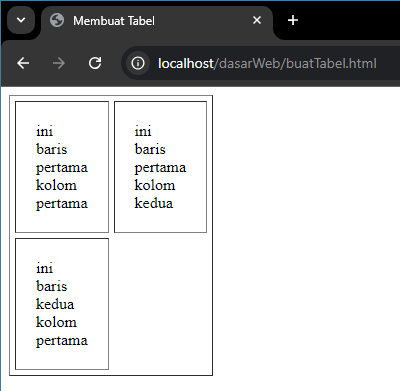 Membuat Tabel
localhost/dasarWeb/buatTabel.html
ini
baris
pertama
kolom
pertama
ini
baris
pertama
kolom
kedua
ini
baris
kedua
kolom
pertama